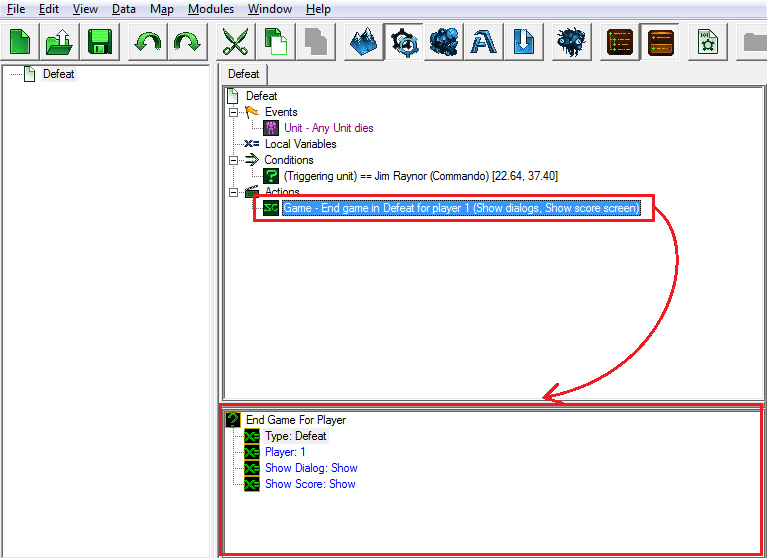 File Edit View Data Map Modules Window Help
Defeat
Defeat
Defeat
Events
Unit - Any Unit dies
Local Variables
Conditions
(Triggering unit) == Jim Raynor (Commando) [22.64, 37.40]
Actions
Game - End game in Defeat for player 1 (Show dialogs, Show score screen)
End Game For Player
Type: Defeat
Player: 1
Show Dialog: Show
Show Score: Show